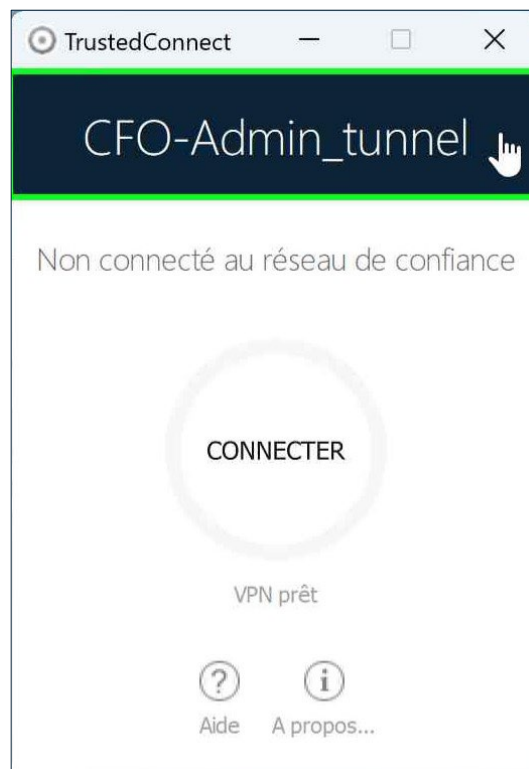 TrustedConnect
CFO-Admin_tunnel
Non connecté au réseau de confiance
CONNECTER
VPN prêt
Aide A propos...